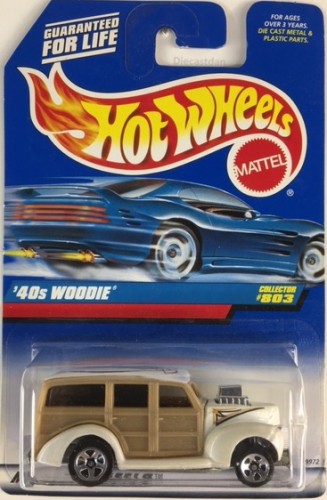 GUARANTEED
FOR LIFE
FOR AGES
OVER 3 YEARS.
DIE CAST METAL &
PLASTIC PARTS.
Diecastdan
HOT WHEELS
MATTEL
®
'40s WOODIE®
COLLECTOR
#803